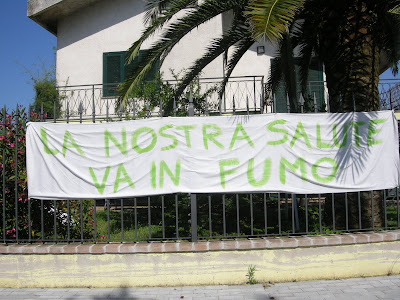 LA NOSTRA SALUTE
VA IN FUMO